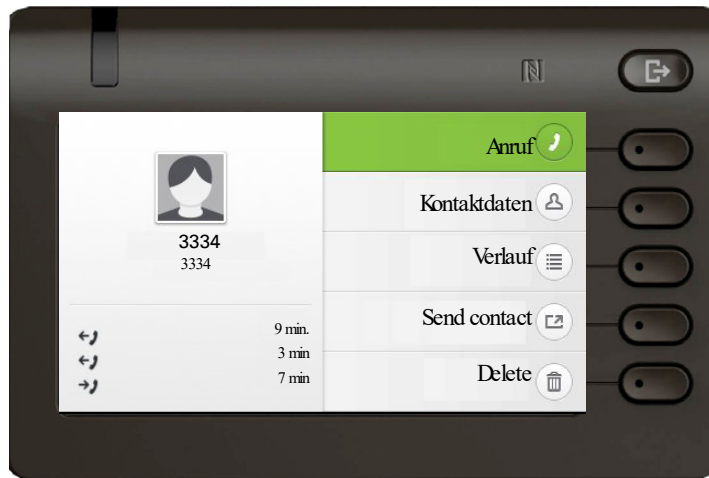 3334
3334
9 min.
3 min
7 min
Anruf
Kontaktdaten
Verlauf
Send contact
Delete